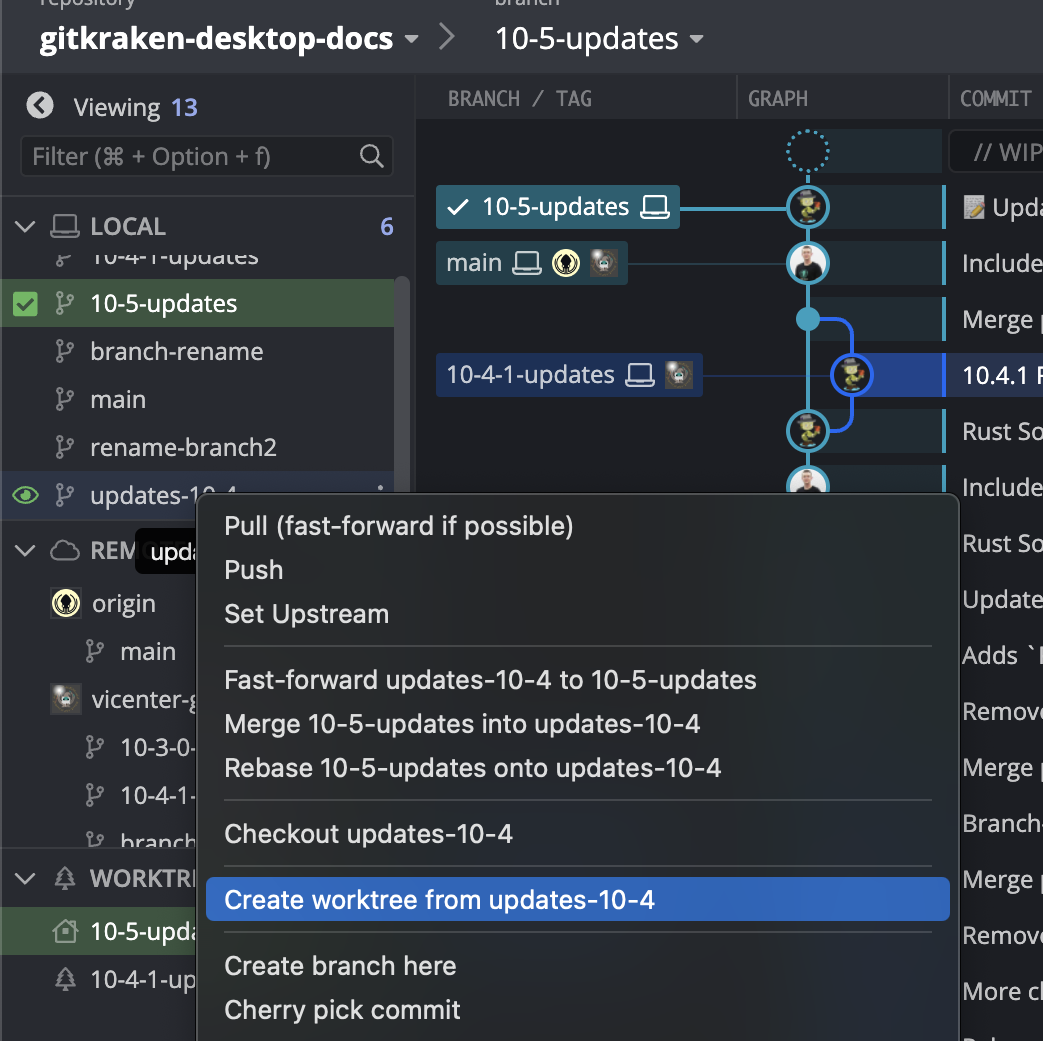 repository
branch
gitkraken-desktop-docs
10-5-updates
Viewing 13
Filter (⌘ + Option + f)
LOCAL 6
10-4-1-updates
10-5-updates
branch-rename
main
rename-branch2
updates-10-4
REM
upda
origin
main
vicenter-g
10-3-0-
10-4-1-
branch
WORKTRE
10-5-upda
10-4-1-up
BRANCH / TAG
GRAPH
COMMIT
// WIP
10-5-updates
Upda
main
Include
Merge p
10-4-1-updates
10.4.1 R
Rust So
Include
Rust So
Update
Adds `
Remove
Merge p
Branch-
Merge p
Remove
More ch
Pull (fast-forward if possible)
Push
Set Upstream
Fast-forward updates-10-4 to 10-5-updates
Merge 10-5-updates into updates-10-4
Rebase 10-5-updates onto updates-10-4
Checkout updates-10-4
Create worktree from updates-10-4
Create branch here
Cherry pick commit